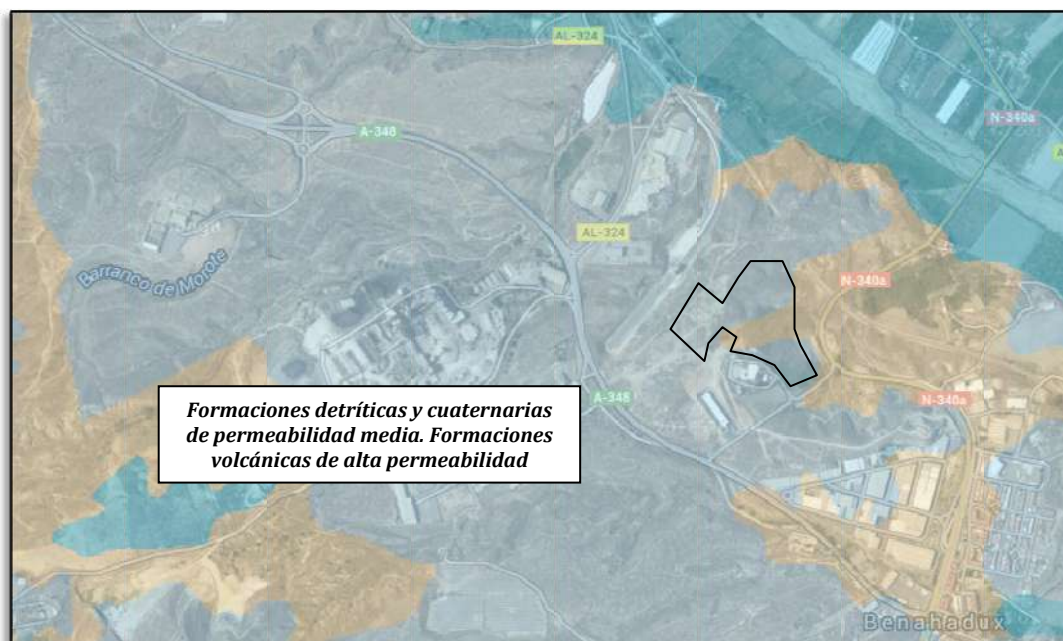 AL-324
N-340a
A-348
AL-324
Barranco de Morote
N-340a
A-348
N-340a
Formaciones detríticas y cuaternarias
de permeabilidad media. Formaciones
volcánicas de alta permeabilidad
Benahadux